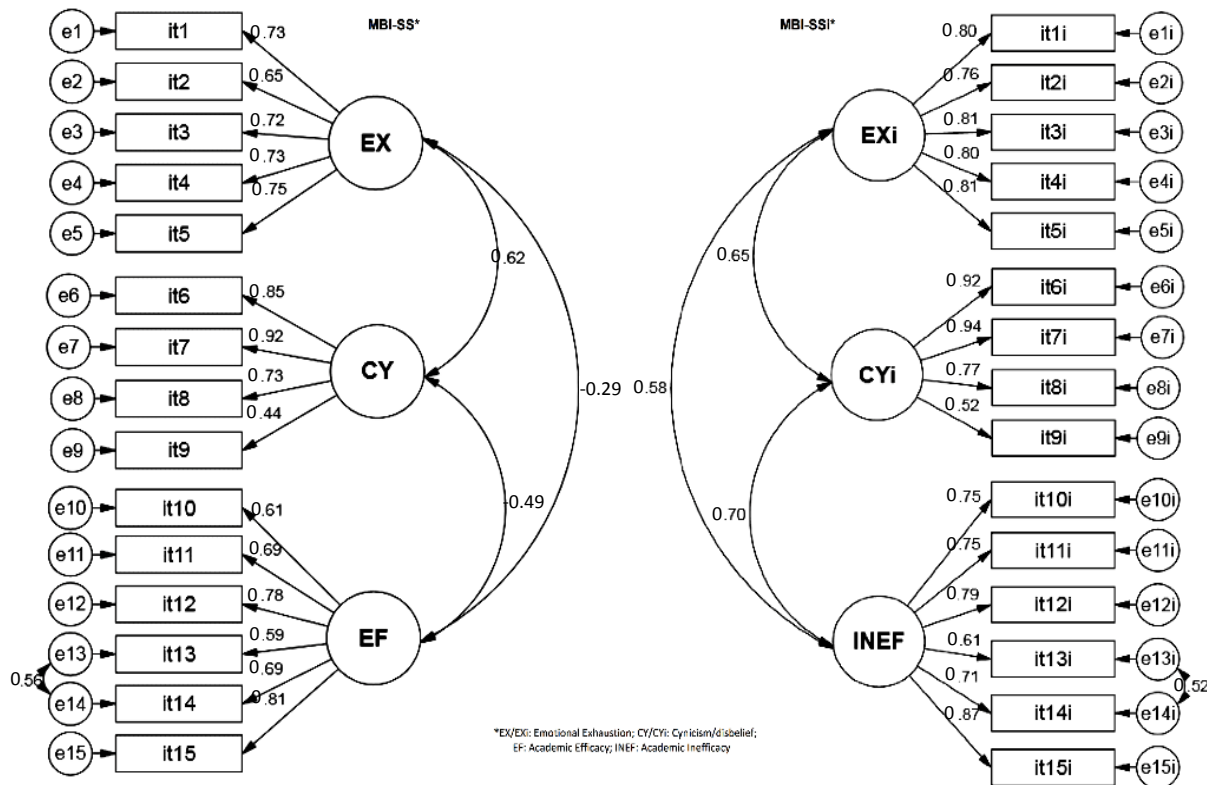 MBI-SS*
e1 it1 0.73
e2 it2 0.65
e3 it3 0.72
e4 it4 0.73
e5 it5 0.75
EX
0.62
e6 it6 0.85
e7 it7 0.92
e8 it8 0.73
e9 it9 0.44
CY
-0.29
-0.49
e10 it10 0.61
e11 it11 0.69
e12 it12 0.78
e13 it13 0.59
e14 it14 0.69
e15 it15 0.81
0.56
EF
MBI-SSi*
0.80 it1i e1i
0.76 it2i e2i
0.81 it3i e3i
0.80 it4i e4i
0.81 it5i e5i
EXi
0.65
0.92 it6i e6i
0.94 it7i e7i
0.77 it8i e8i
0.52 it9i e9i
CYi
0.58
0.70
0.75 it10i e10i
0.75 it11i e11i
0.79 it12i e12i
0.61 it13i e13i
0.71 it14i e14i
0.87 it15i e15i
0.52
INEF
*EX/EXi: Emotional Exhaustion; CY/CYi: Cynicism/disbelief;
EF: Academic Efficacy; INEF: Academic Inefficacy